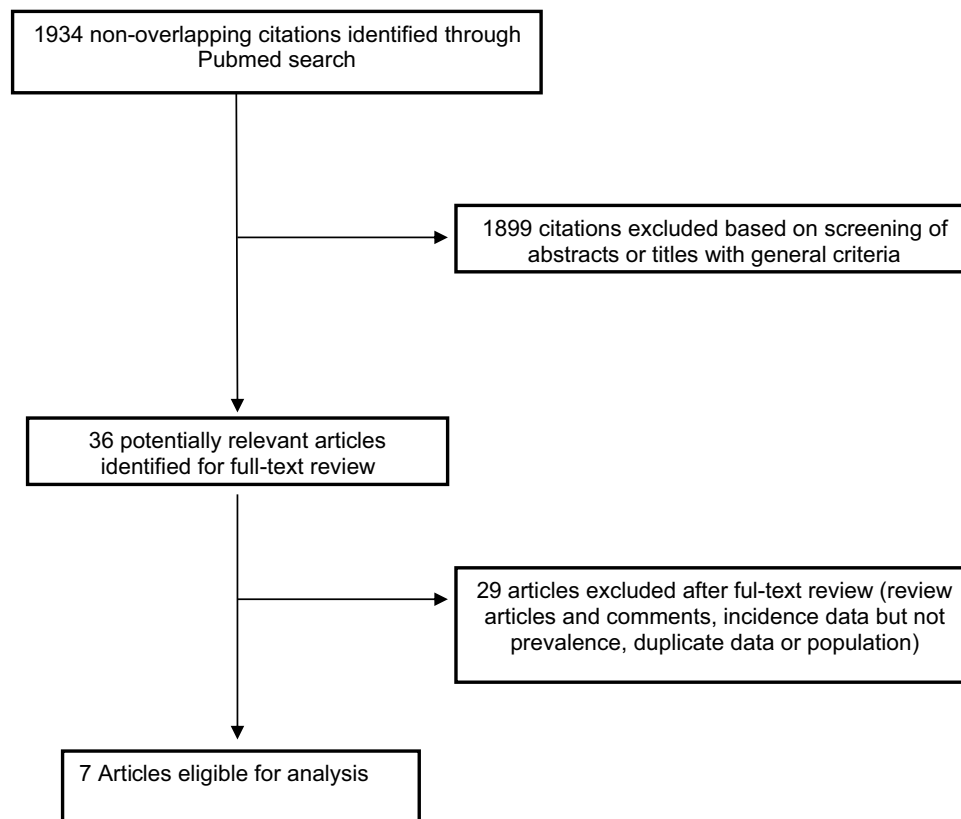 1934 non-overlapping citations identified through
Pubmed search
1899 citations excluded based on screening of
abstracts or titles with general criteria
36 potentially relevant articles
identified for full-text review
29 articles excluded after ful-text review (review
articles and comments, incidence data but not
prevalence, duplicate data or population)
7 Articles eligible for analysis